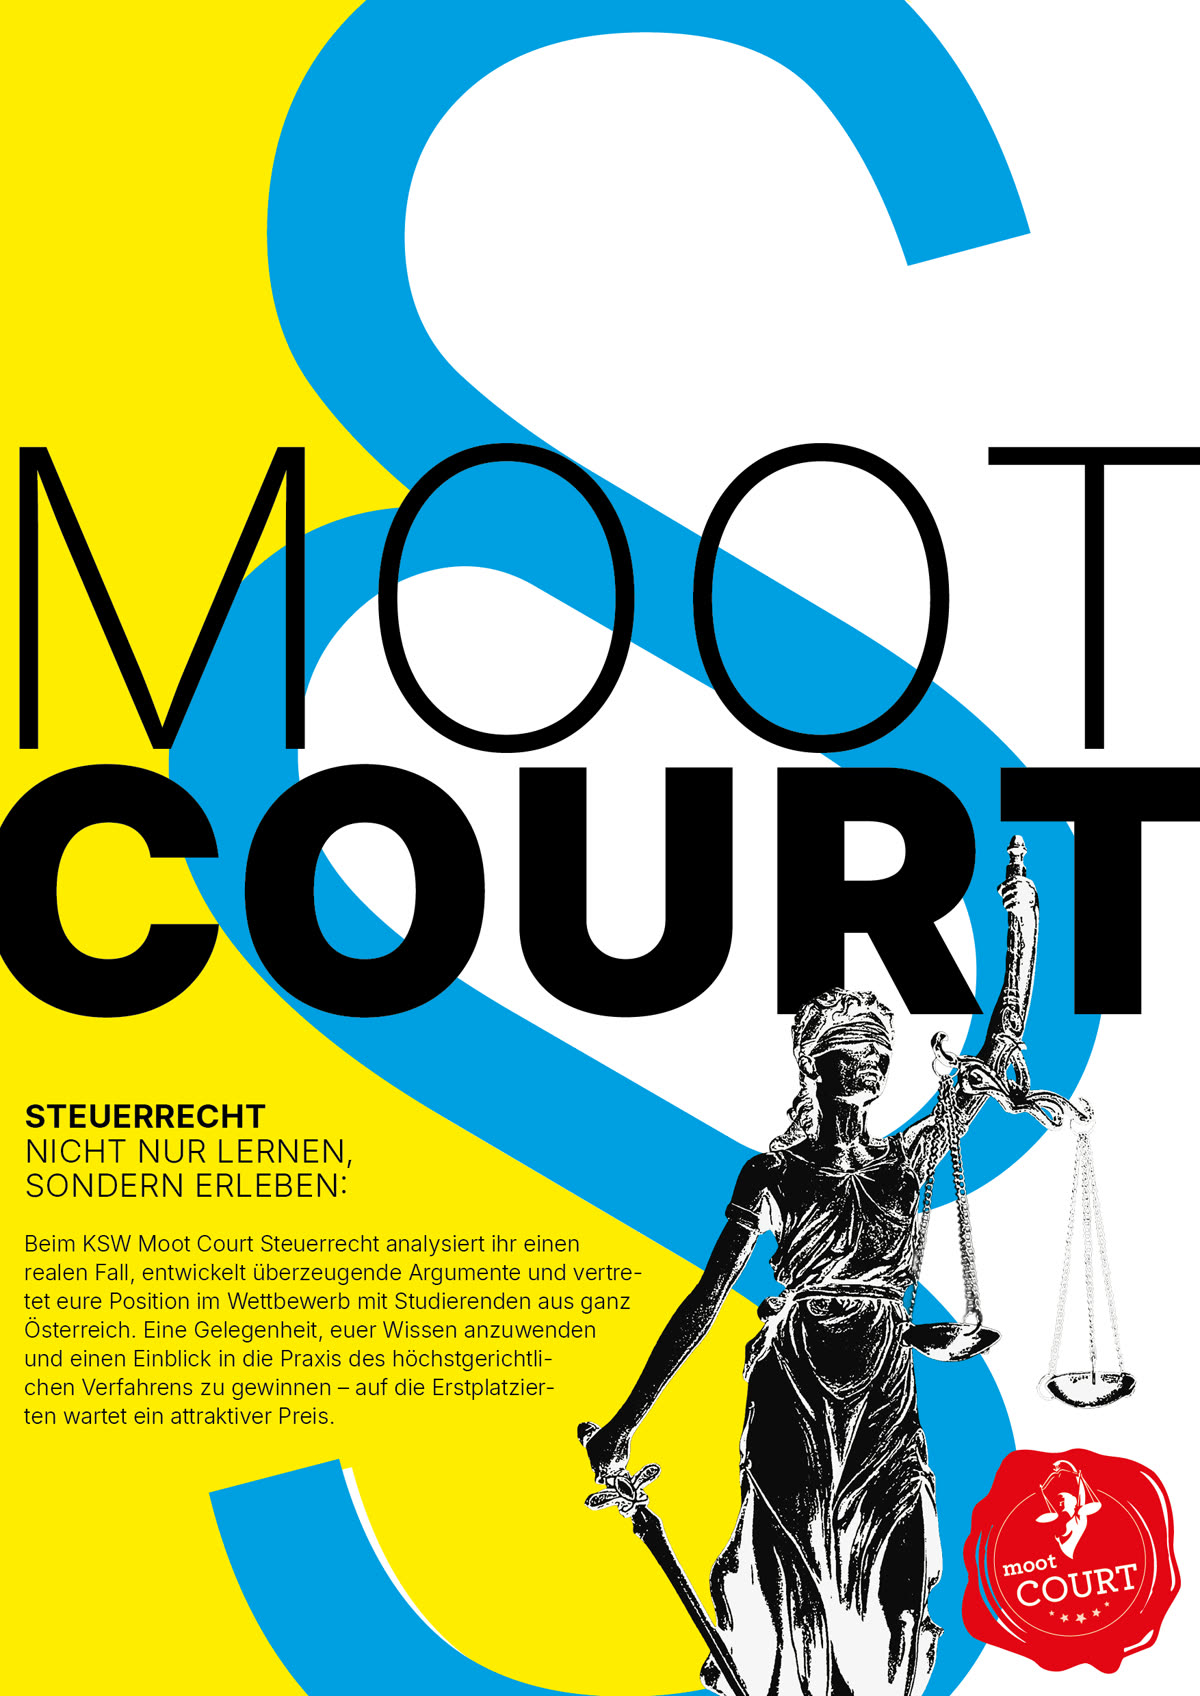 MOOT
COURT
STEUERRECHT
NICHT NUR LERNEN,
SONDERN ERLEBEN:
Beim KSW Moot Court Steuerrecht analysiert ihr einen
realen Fall, entwickelt überzeugende Argumente und vertre-
tet eure Position im Wettbewerb mit Studierenden aus ganz
Österreich. Eine Gelegenheit, euer Wissen anzuwenden
und einen Einblick in die Praxis des höchstgerichtli-
chen Verfahrens zu gewinnen – auf die Erstplatzier-
ten wartet ein attraktiver Preis.
moot
COURT